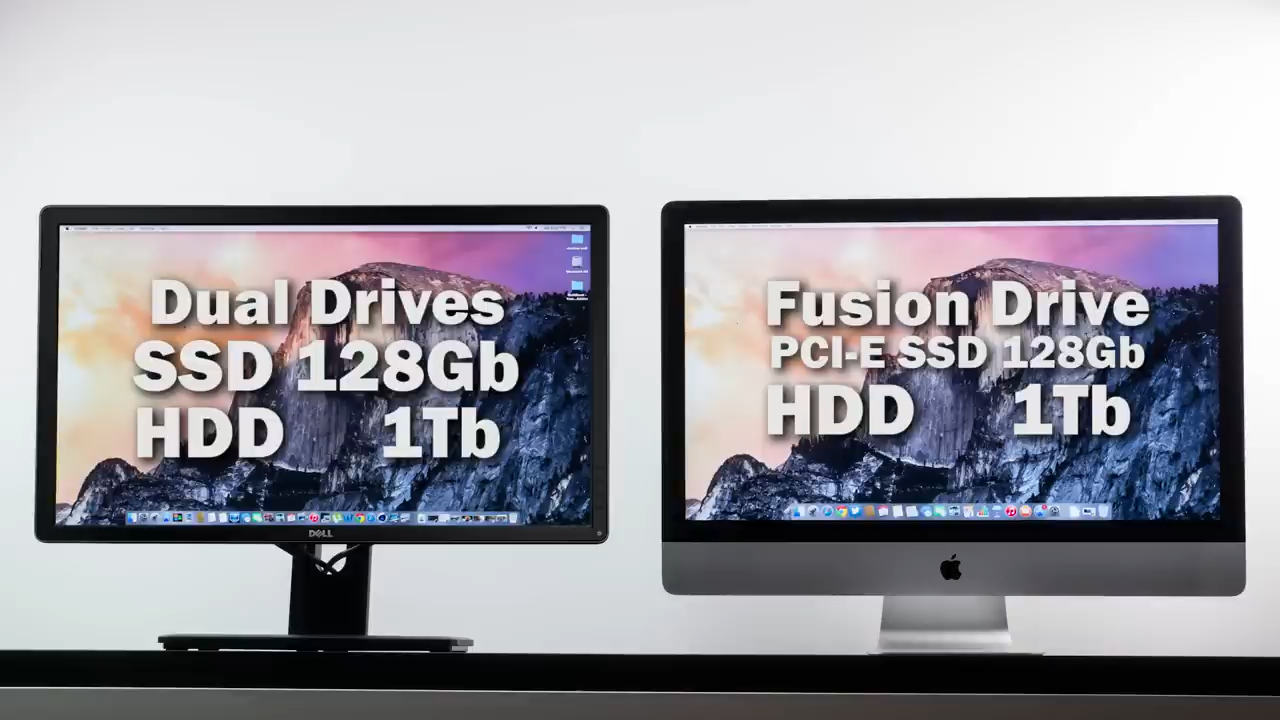 Dual Drives
SSD 128Gb
HDD 1Tb
DELL
Fusion Drive
PCI-E SSD 128Gb
HDD 1Tb